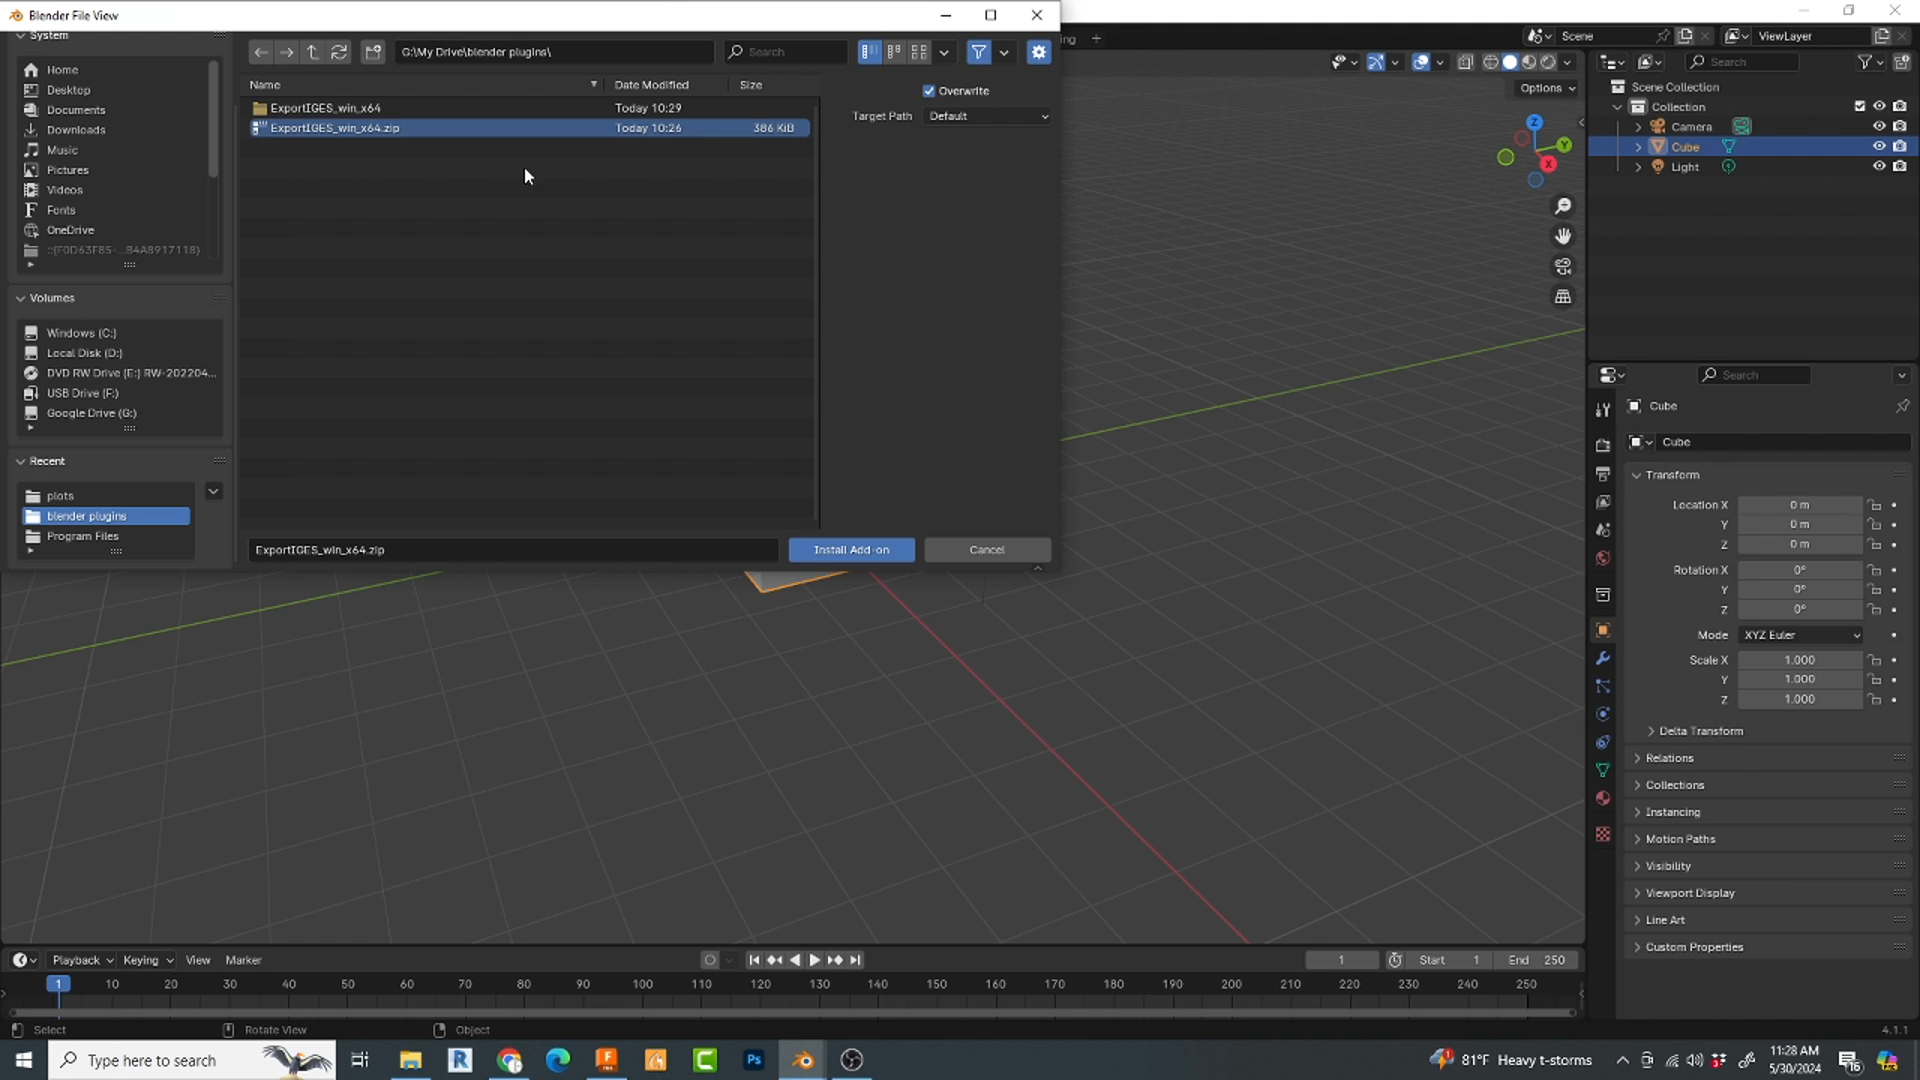 Blender File View
System
Home
Desktop
Documents
Downloads
Music
Pictures
Videos
Fonts
OneDrive
::{F0D63F85-...B4A8917118}
Volumes
Windows (C:)
Local Disk (D:)
DVD RW Drive (E:) RW-202204...
USB Drive (F:)
Google Drive (G:)
Recent
plots
blender plugins
Program Files
G:\My Drive\blender plugins\
Search
Name Date Modified Size
ExportIGES_win_x64 Today 10:29
ExportIGES_win_x64.zip Today 10:26 386 KiB
Overwrite
Target Path Default
ExportIGES_win_x64.zip Install Add-on Cancel
ing +
Scene ViewLayer
Options
Z
Y
X
Search
Scene Collection
Collection
Camera
Cube
Light
Search
Cube
Cube
Transform
Location X 0 m
Y 0 m
Z 0 m
Rotation X 0°
Y 0°
Z 0°
Mode XYZ Euler
Scale X 1.000
Y 1.000
Z 1.000
Delta Transform
Relations
Collections
Instancing
Motion Paths
Visibility
Viewport Display
Line Art
Custom Properties
Playback Keying View Marker 1 Start 1 End 250
1 10 20 30 40 50 60 70 80 90 100 110 120 130 140 150 160 170 180 190 200 210 220 230 240 250
Select Rotate View Object 4.1.1
Type here to search
81°F Heavy t-storms
11:28 AM
5/30/2024
16